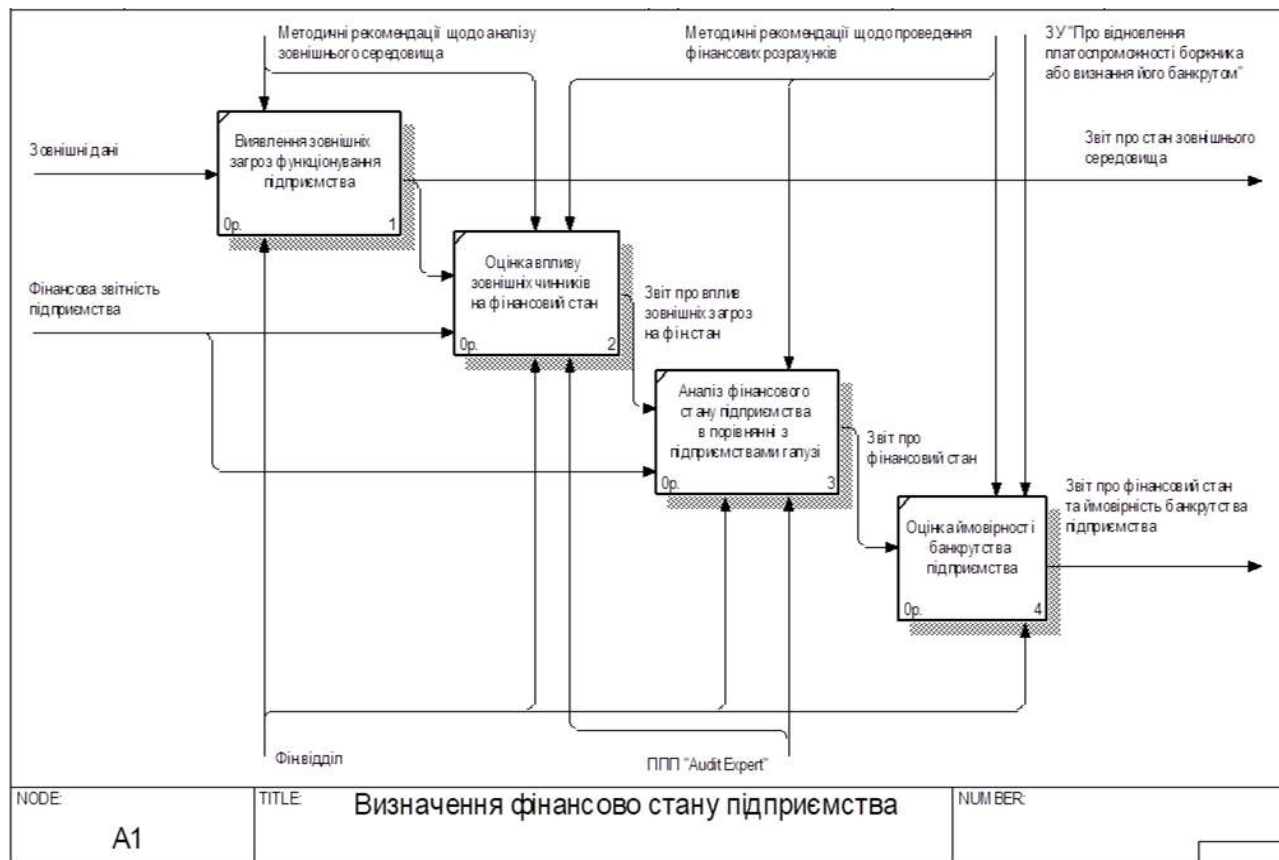 Методичні рекомендації щодо аналізу
зовнішнього середовища
Методичні рекомендації щодо проведення
фінансових розрахунків
ЗУ "Про відновлення
платоспроможності боржника
або визнання його банкрутом"
Зовнішні дані
Виявлення зовнішніх
загроз функціонування
підприємства
0р.
1
Звіт про стан зовнішнього
середовища
Фінансова звітність
підприємства
Оцінка впливу
зовнішніх чинників
на фінансовий стан
0р.
2
Звіт про вплив
зовнішніх загроз
на фін.стан
Аналіз фінансового
стану підприємства
в порівнянні з
підприємствами галузі
0р.
3
Звіт про
фінансовий стан
Оцінка ймовірності
банкрутства
підприємства
0р.
4
Звіт про фінансовий стан
та ймовірність банкрутства
підприємства
Фін.відділ
ППП "Audit Expert"
NODE:
A1
TITLE:
Визначення фінансово стану підприємства
NUMBER: